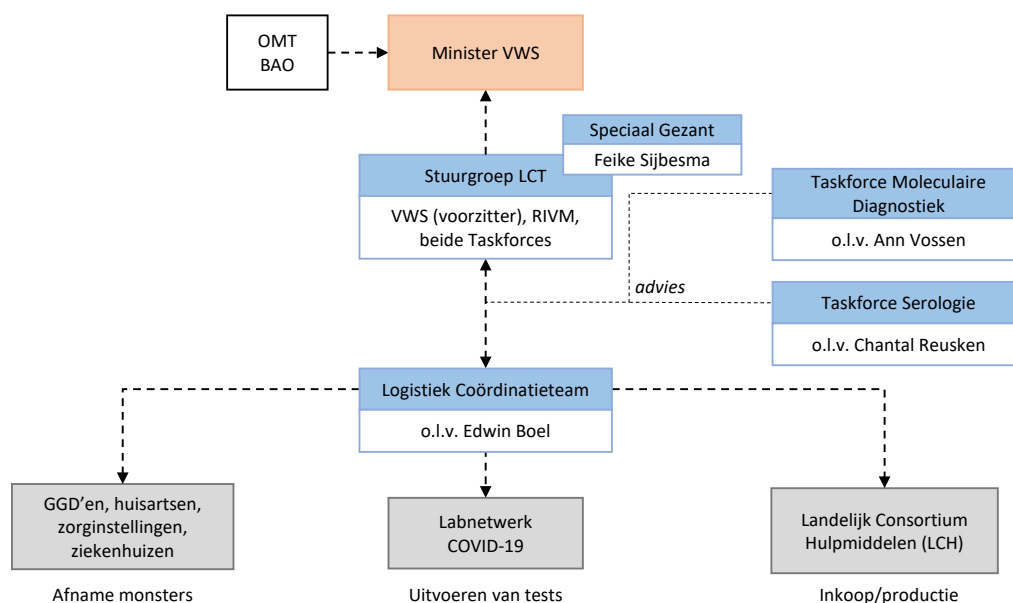 OMT
BAO
Minister VWS
Speciaal Gezant
Feike Sijbesma
Stuurgroep LCT
VWS (voorzitter), RIVM,
beide Taskforces
Taskforce Moleculaire
Diagnostiek
o.l.v. Ann Vossen
advies
Taskforce Serologie
o.l.v. Chantal Reusken
Logistiek Coördinatieteam
o.l.v. Edwin Boel
GGD’en, huisartsen,
zorginstellingen,
ziekenhuizen
Labnetwerk
COVID-19
Landelijk Consortium
Hulpmiddelen (LCH)
Afname monsters
Uitvoeren van tests
Inkoop/productie